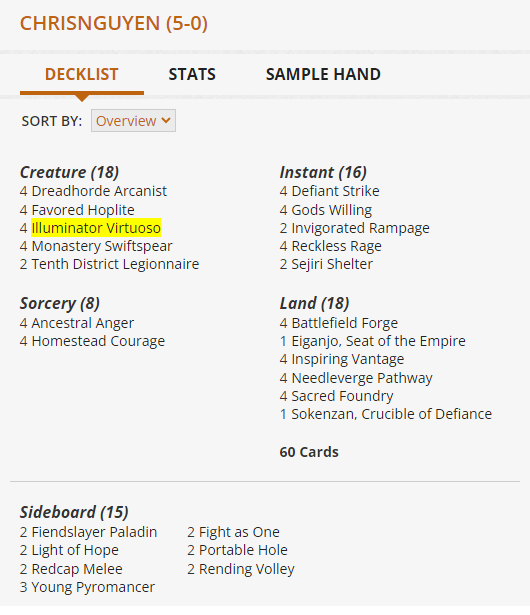 CHRISNGUYEN (5-0)
DECKLIST STATS SAMPLE HAND
SORT BY: Overview
Creature (18)
4 Dreadhorde Arcanist
4 Favored Hoplite
4 Illuminator Virtuoso
4 Monastery Swiftspear
2 Tenth District Legionnaire
Sorcery (8)
4 Ancestral Anger
4 Homestead Courage
Instant (16)
4 Defiant Strike
4 Gods Willing
2 Invigorated Rampage
4 Reckless Rage
2 Sejiri Shelter
Land (18)
4 Battlefield Forge
1 Eiganjo, Seat of the Empire
4 Inspiring Vantage
4 Needleverge Pathway
4 Sacred Foundry
1 Sokenzan, Crucible of Defiance
60 Cards
Sideboard (15)
2 Fiendslayer Paladin
2 Light of Hope
2 Redcap Melee
3 Young Pyromancer
2 Fight as One
2 Portable Hole
2 Rending Volley